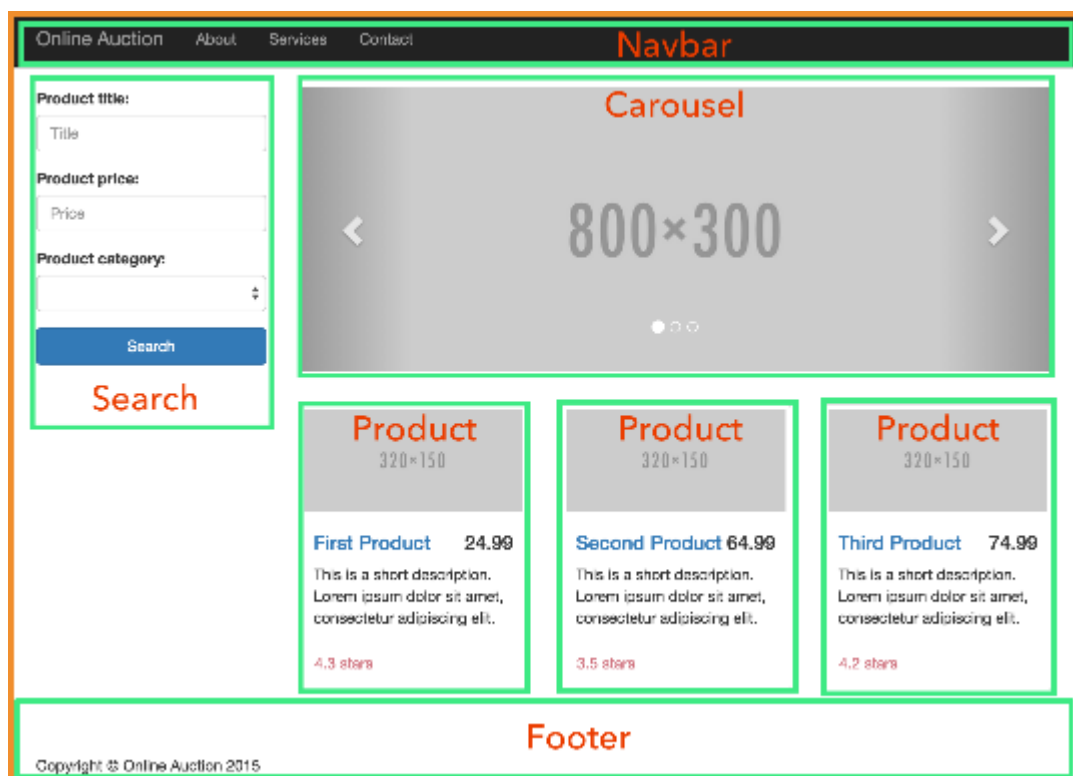 Online Auction About Services Contact Navbar
Product title:
Title
Product price:
Price
Product category:
Search
Search
Carousel
800×300
Product
320×150
First Product 24.99
This is a short description.
Lorem ipsum dolor sit amet,
consectetur adipiscing elit.
4.3 stars
Product
320×150
Second Product 64.99
This is a short description.
Lorem ipsum dolor sit amet,
consectetur adipiscing elit.
3.5 stars
Product
320×150
Third Product 74.99
This is a short description.
Lorem ipsum dolor sit amet,
consectetur adipiscing elit.
4.2 stars
Footer
Copyright © Online Auction 2015